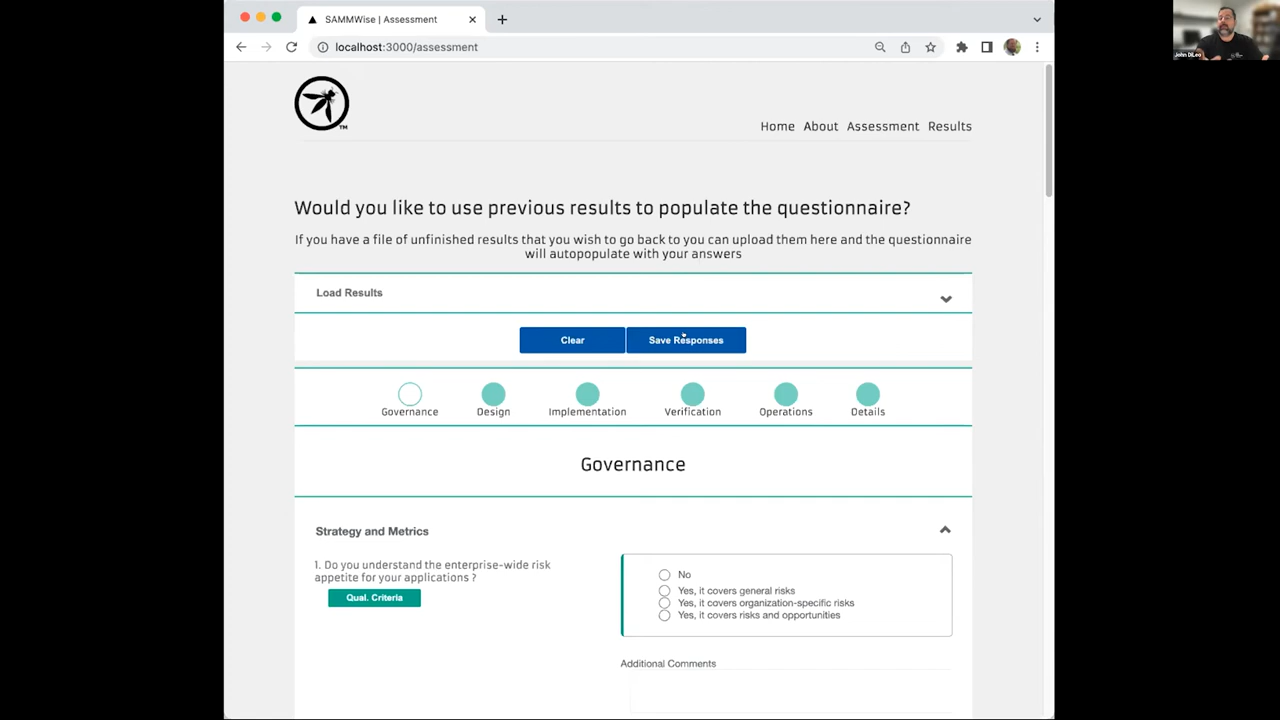 SAMMWise | Assessment
localhost:3000/assessment
John DiLeo
TM
Home About Assessment Results
Would you like to use previous results to populate the questionnaire?
If you have a file of unfinished results that you wish to go back to you can upload them here and the questionnaire
will autopopulate with your answers
Load Results
Clear Save Responses
Governance Design Implementation Verification Operations Details
Governance
Strategy and Metrics
1. Do you understand the enterprise-wide risk
appetite for your applications ?
Qual. Criteria
No
Yes, it covers general risks
Yes, it covers organization-specific risks
Yes, it covers risks and opportunities
Additional Comments